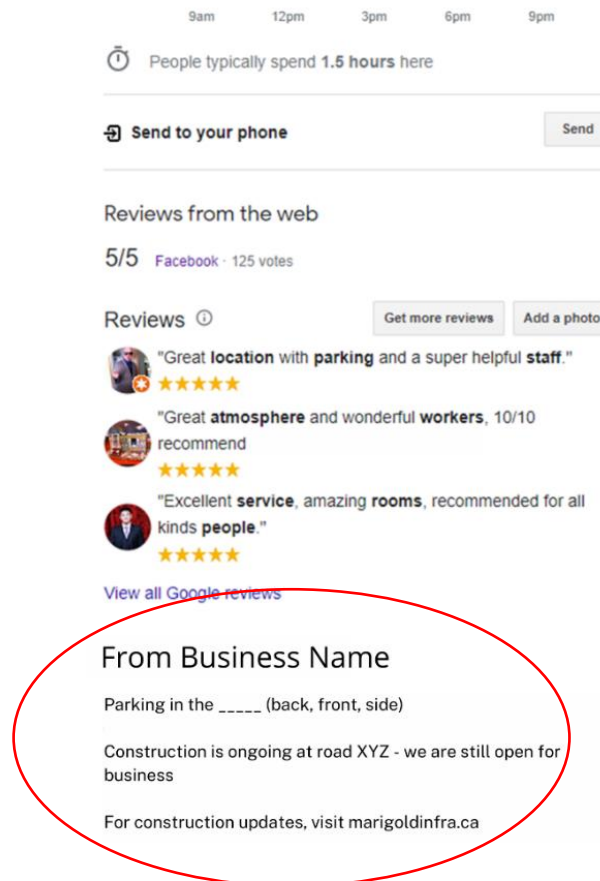 9am 12pm 3pm 6pm 9pm
People typically spend 1.5 hours here
Send to your phone Send
Reviews from the web
5/5 Facebook · 125 votes
Reviews Get more reviews Add a photo
"Great location with parking and a super helpful staff."
"Great atmosphere and wonderful workers, 10/10
recommend
"Excellent service, amazing rooms, recommended for all
kinds people."
View all Google reviews
From Business Name
Parking in the _____ (back, front, side)
Construction is ongoing at road XYZ - we are still open for
business
For construction updates, visit marigoldinfra.ca